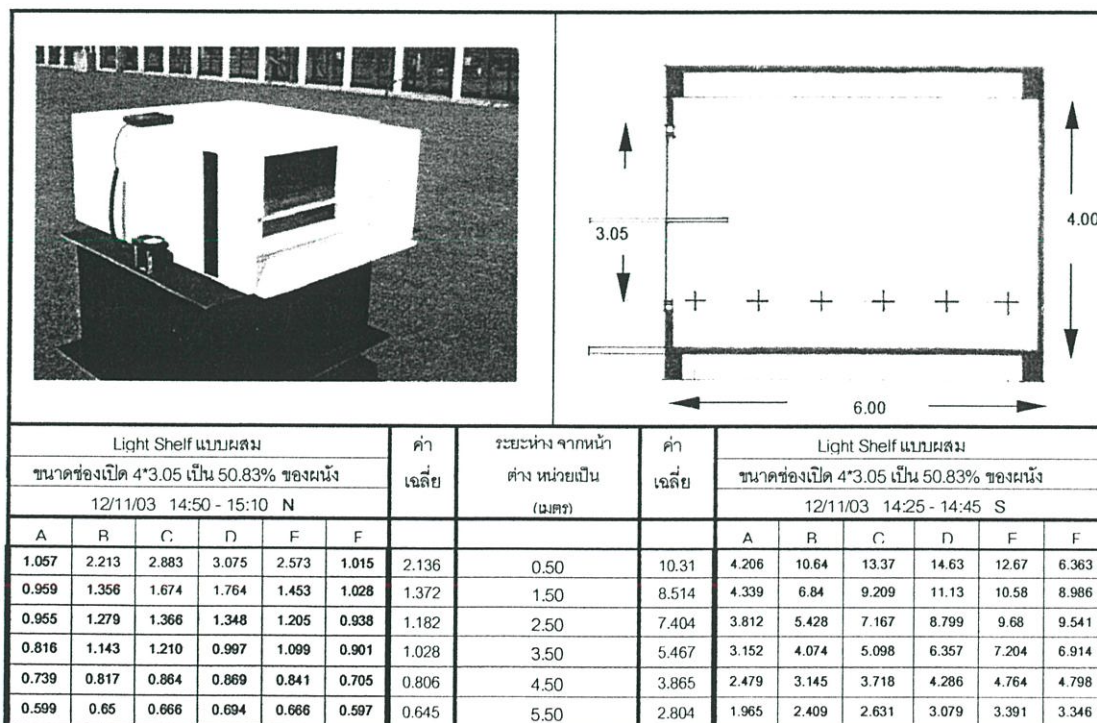 3.05
4.00
6.00
Light Shelf แบบผสม ค่า ระยะห่าง จากหน้า ค่า Light Shelf แบบผสม
ขนาดช่องเปิด 4*3.05 เป็น 50.83% ของผนัง เฉลี่ย ต่าง หน่วยเป็น เฉลี่ย ขนาดช่องเปิด 4*3.05 เป็น 50.83% ของผนัง
12/11/03 14:50 - 15:10 N (เมตร) 12/11/03 14:25 - 14:45 S
A B C D E F A B C D E F
1.057 2.213 2.883 3.075 2.573 1.015 2.136 0.50 10.31 4.206 10.64 13.37 14.63 12.67 6.363
0.959 1.356 1.674 1.764 1.453 1.028 1.372 1.50 8.514 4.339 6.84 9.209 11.13 10.58 8.986
0.955 1.279 1.366 1.348 1.205 0.938 1.182 2.50 7.404 3.812 5.428 7.167 8.799 9.68 9.541
0.816 1.143 1.210 0.997 1.099 0.901 1.028 3.50 5.467 3.152 4.074 5.098 6.357 7.204 6.914
0.739 0.817 0.864 0.869 0.841 0.705 0.806 4.50 3.865 2.479 3.145 3.718 4.286 4.764 4.798
0.599 0.65 0.666 0.694 0.666 0.597 0.645 5.50 2.804 1.965 2.409 2.631 3.079 3.391 3.346